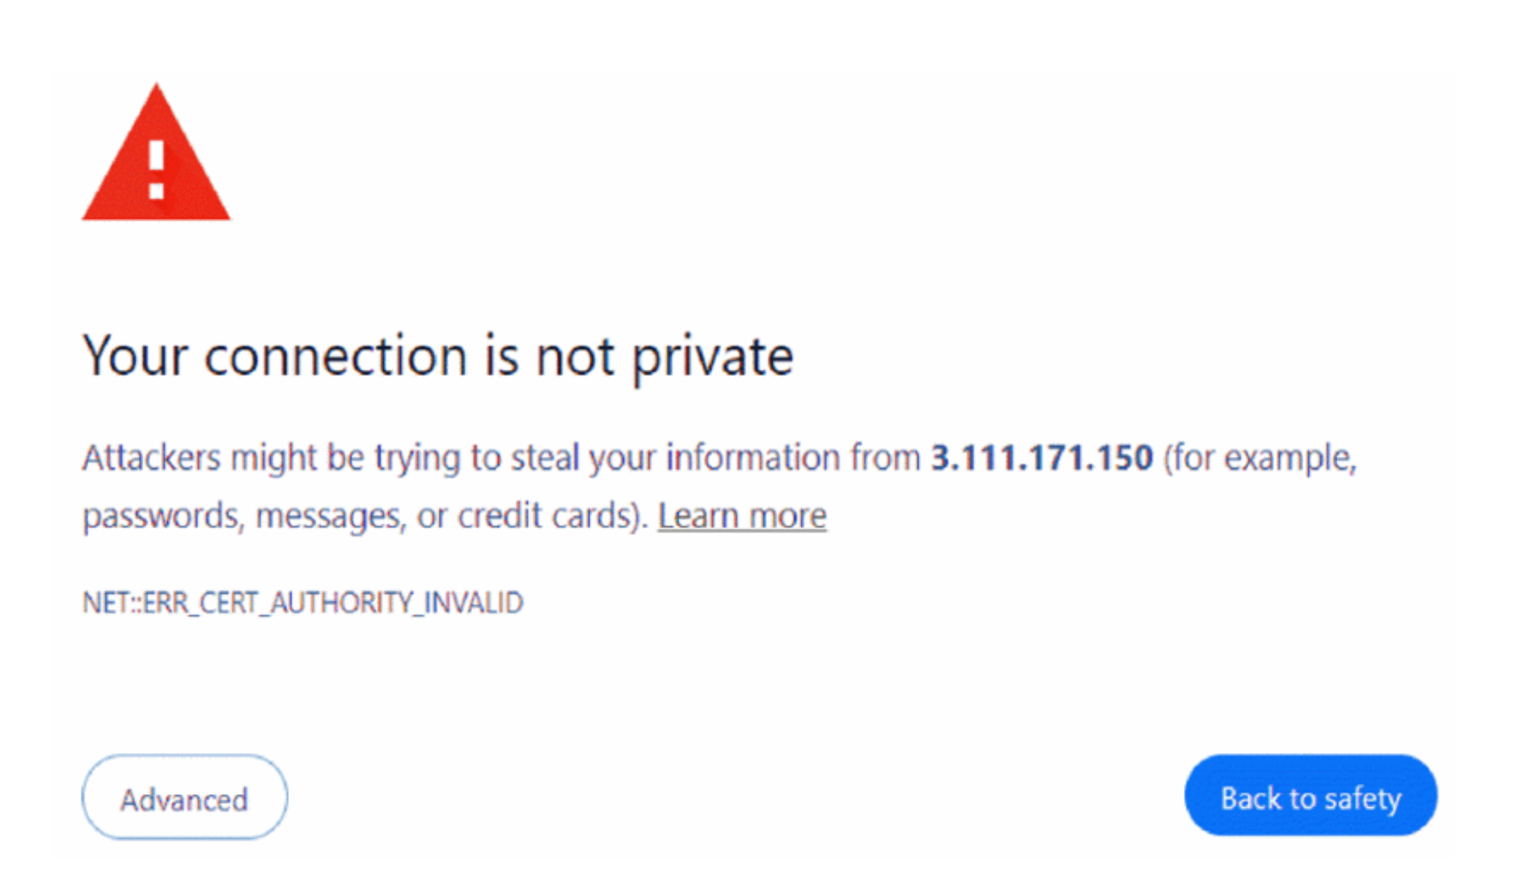 Your connection is not private
Attackers might be trying to steal your information from 3.111.171.150 (for example,
passwords, messages, or credit cards). Learn more
NET::ERR_CERT_AUTHORITY_INVALID
Advanced
Back to safety